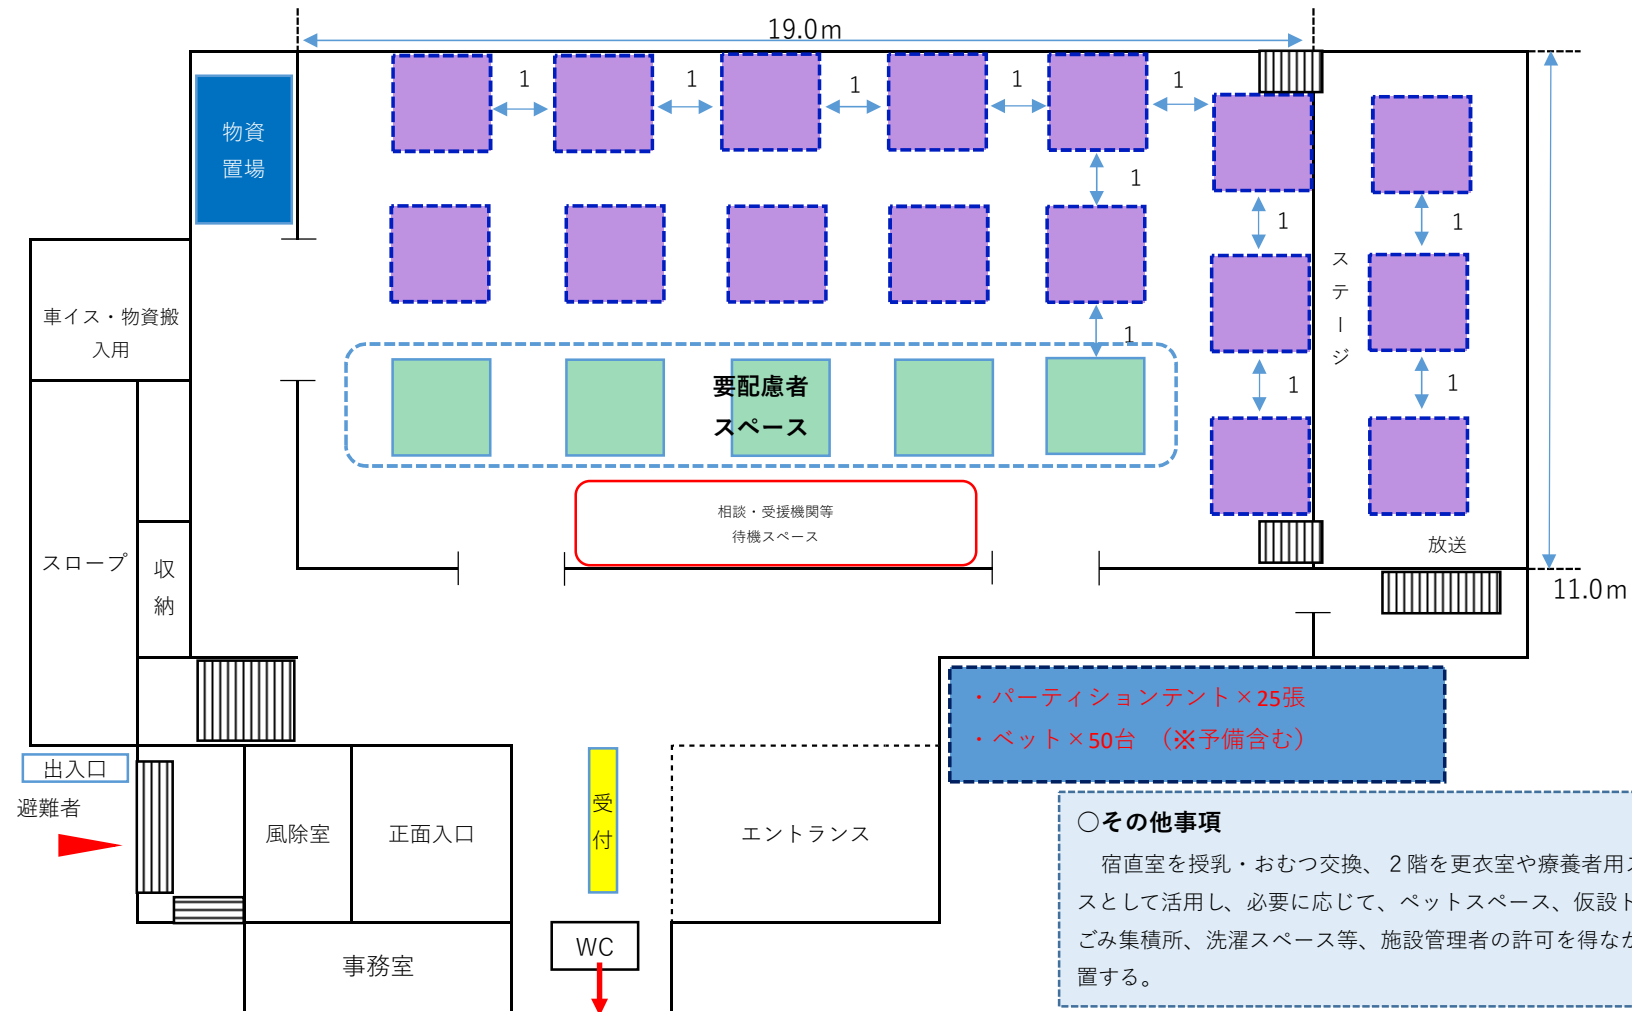 19.0m
1
1
1
1
1
物資
置場
1
1
1
ス
テ
ー
ジ
車イス・物資搬
入用
1
要配慮者
スペース
1
1
相談・受援機関等
待機スペース
放送
スロープ
収
納
11.0m
・パーティションテント×25張
・ベット×50台 （※予備含む）
出入口
避難者
風除室
正面入口
受
付
エントランス
○その他事項
宿直室を授乳・おむつ交換、２階を更衣室や療養者用ス
スとして活用し、必要に応じて、ペットスペース、仮設ト
ごみ集積所、洗濯スペース等、施設管理者の許可を得なが
置する。
WC
事務室